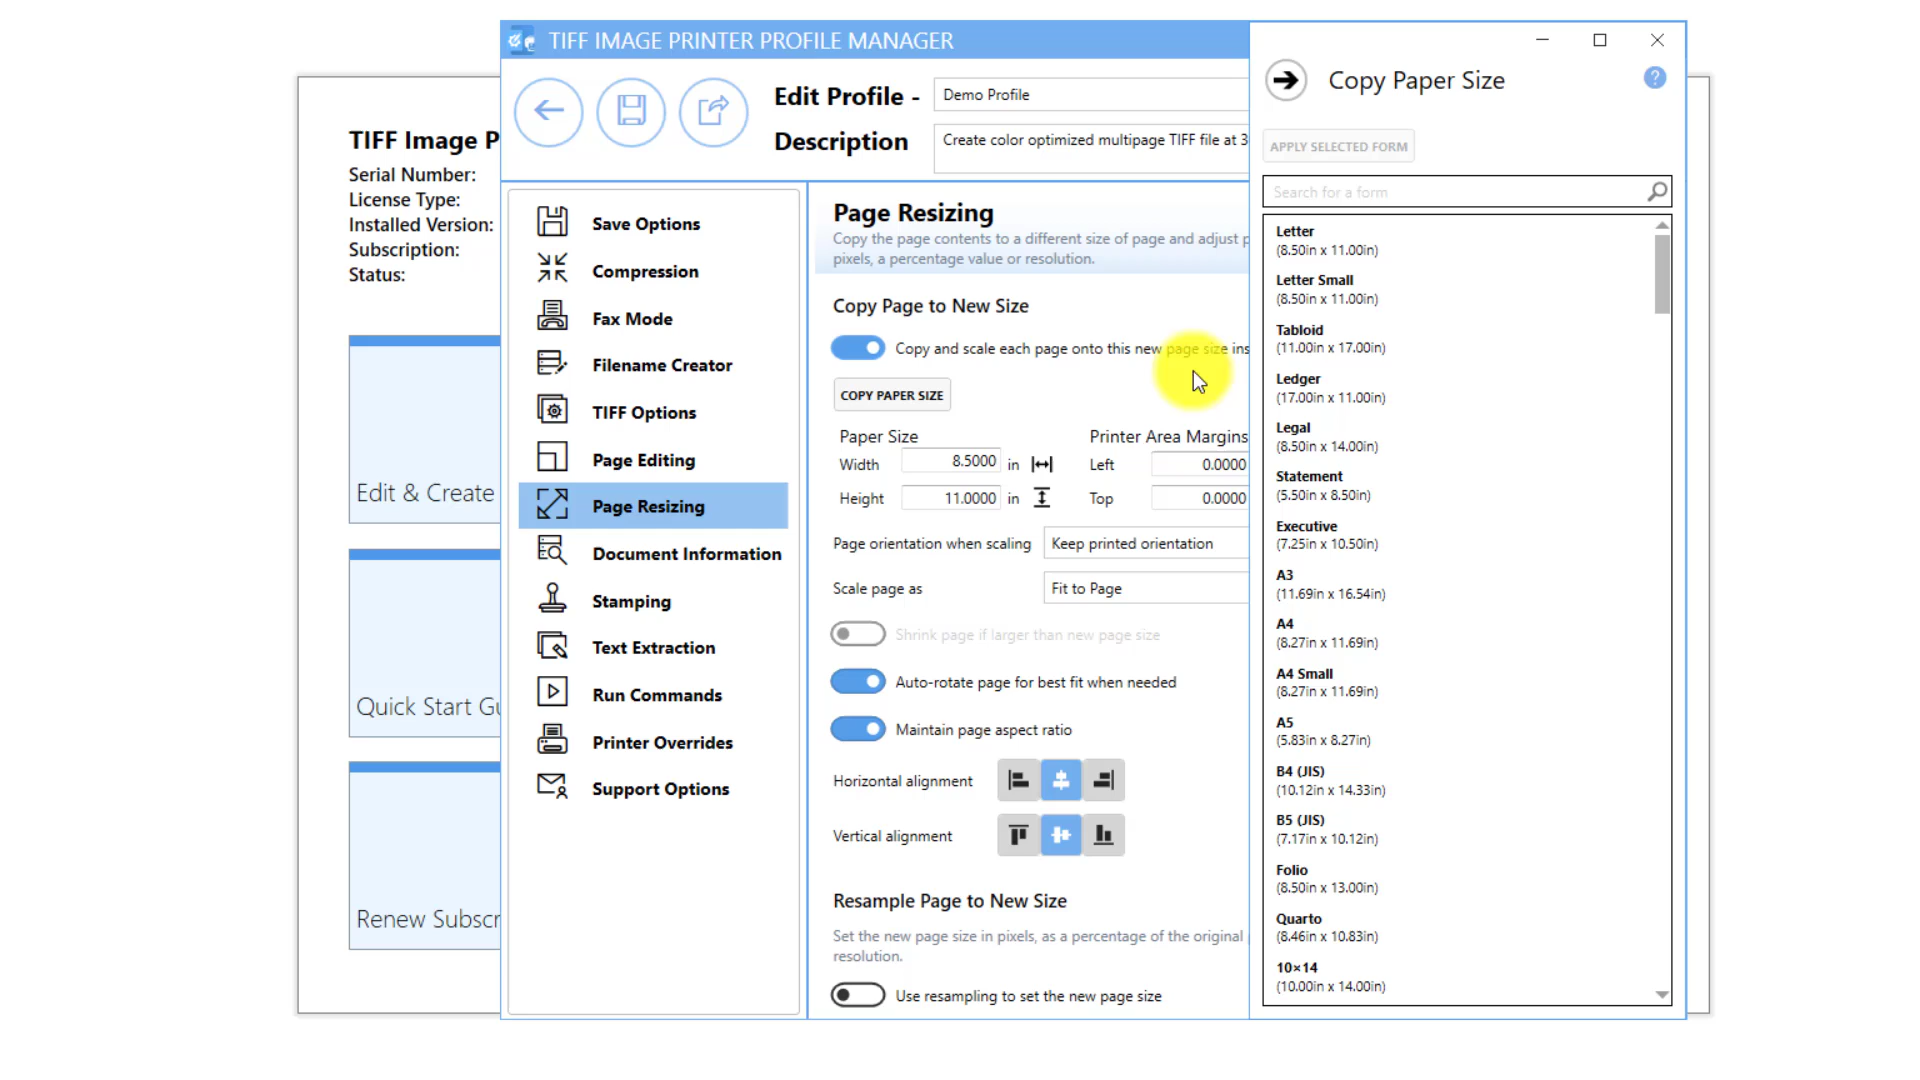 TIFF IMAGE PRINTER PROFILE MANAGER
Edit Profile -
Demo Profile
Description
Create color optimized multipage TIFF file at 3
TIFF Image P
Serial Number:
License Type:
Installed Version:
Subscription:
Status:
Edit & Create
Quick Start Gu
Renew Subscr
Save Options
Compression
Fax Mode
Filename Creator
TIFF Options
Page Editing
Page Resizing
Document Information
Stamping
Text Extraction
Run Commands
Printer Overrides
Support Options
Page Resizing
Copy the page contents to a different size of page and adjust p
pixels, a percentage value or resolution.
Copy Page to New Size
Copy and scale each page onto this new page size ins
COPY PAPER SIZE
Paper Size
Printer Area Margins
Width 8.5000 in
Left 0.0000
Height 11.0000 in
Top 0.0000
Page orientation when scaling Keep printed orientation
Scale page as Fit to Page
Shrink page if larger than new page size
Auto-rotate page for best fit when needed
Maintain page aspect ratio
Horizontal alignment
Vertical alignment
Resample Page to New Size
Set the new page size in pixels, as a percentage of the original
resolution.
Use resampling to set the new page size
Copy Paper Size
?
APPLY SELECTED FORM
Search for a form
Letter
(8.50in x 11.00in)
Letter Small
(8.50in x 11.00in)
Tabloid
(11.00in x 17.00in)
Ledger
(17.00in x 11.00in)
Legal
(8.50in x 14.00in)
Statement
(5.50in x 8.50in)
Executive
(7.25in x 10.50in)
A3
(11.69in x 16.54in)
A4
(8.27in x 11.69in)
A4 Small
(8.27in x 11.69in)
A5
(5.83in x 8.27in)
B4 (JIS)
(10.12in x 14.33in)
B5 (JIS)
(7.17in x 10.12in)
Folio
(8.50in x 13.00in)
Quarto
(8.46in x 10.83in)
10×14
(10.00in x 14.00in)